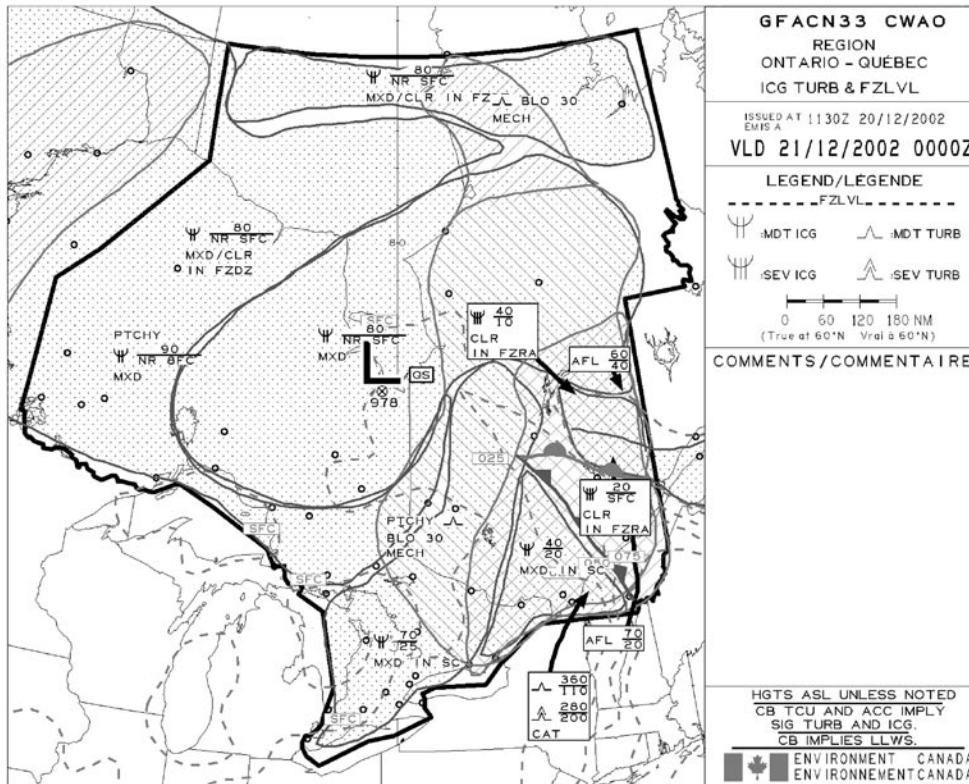 GFACN33 CWAO
REGION
ONTARIO - QUÉBEC
ICG TURB & FZLVL
ISSUED AT 1130Z 20/12/2002
EMIS A
VLD 21/12/2002 0000Z
LEGEND/LÉGENDE
FZLVL
:MDT ICG
:MDT TURB
:SEV ICG
:SEV TURB
0 60 120 180 NM
(True at 60°N Vrai à 60°N)
COMMENTS/COMMENTAIRE
HGTS ASL UNLESS NOTED
CB TCU AND ACC IMPLY
SIG TURB AND ICG.
CB IMPLIES LLWS.
ENVIRONMENT CANADA
ENVIRONNEMENT CANADA
80
NR SFC
MXD/CLR IN FZ
BLO 30
MECH
80
NR SFC
MXD/CLR
IN FZDZ
80
SFC
80
NR SFC
MXD
QS
978
PTCHY
90
NR SFC
MXD
40
10
CLR
IN FZRA
AFL 60
40
025
20
SFC
CLR
IN FZRA
PTCHY
BLO 30
MECH
40
20
MXD IN SC
050
075
SFC
SFC
70
25
MXD IN SC
AFL 70
20
360
110
280
200
CAT
SFC